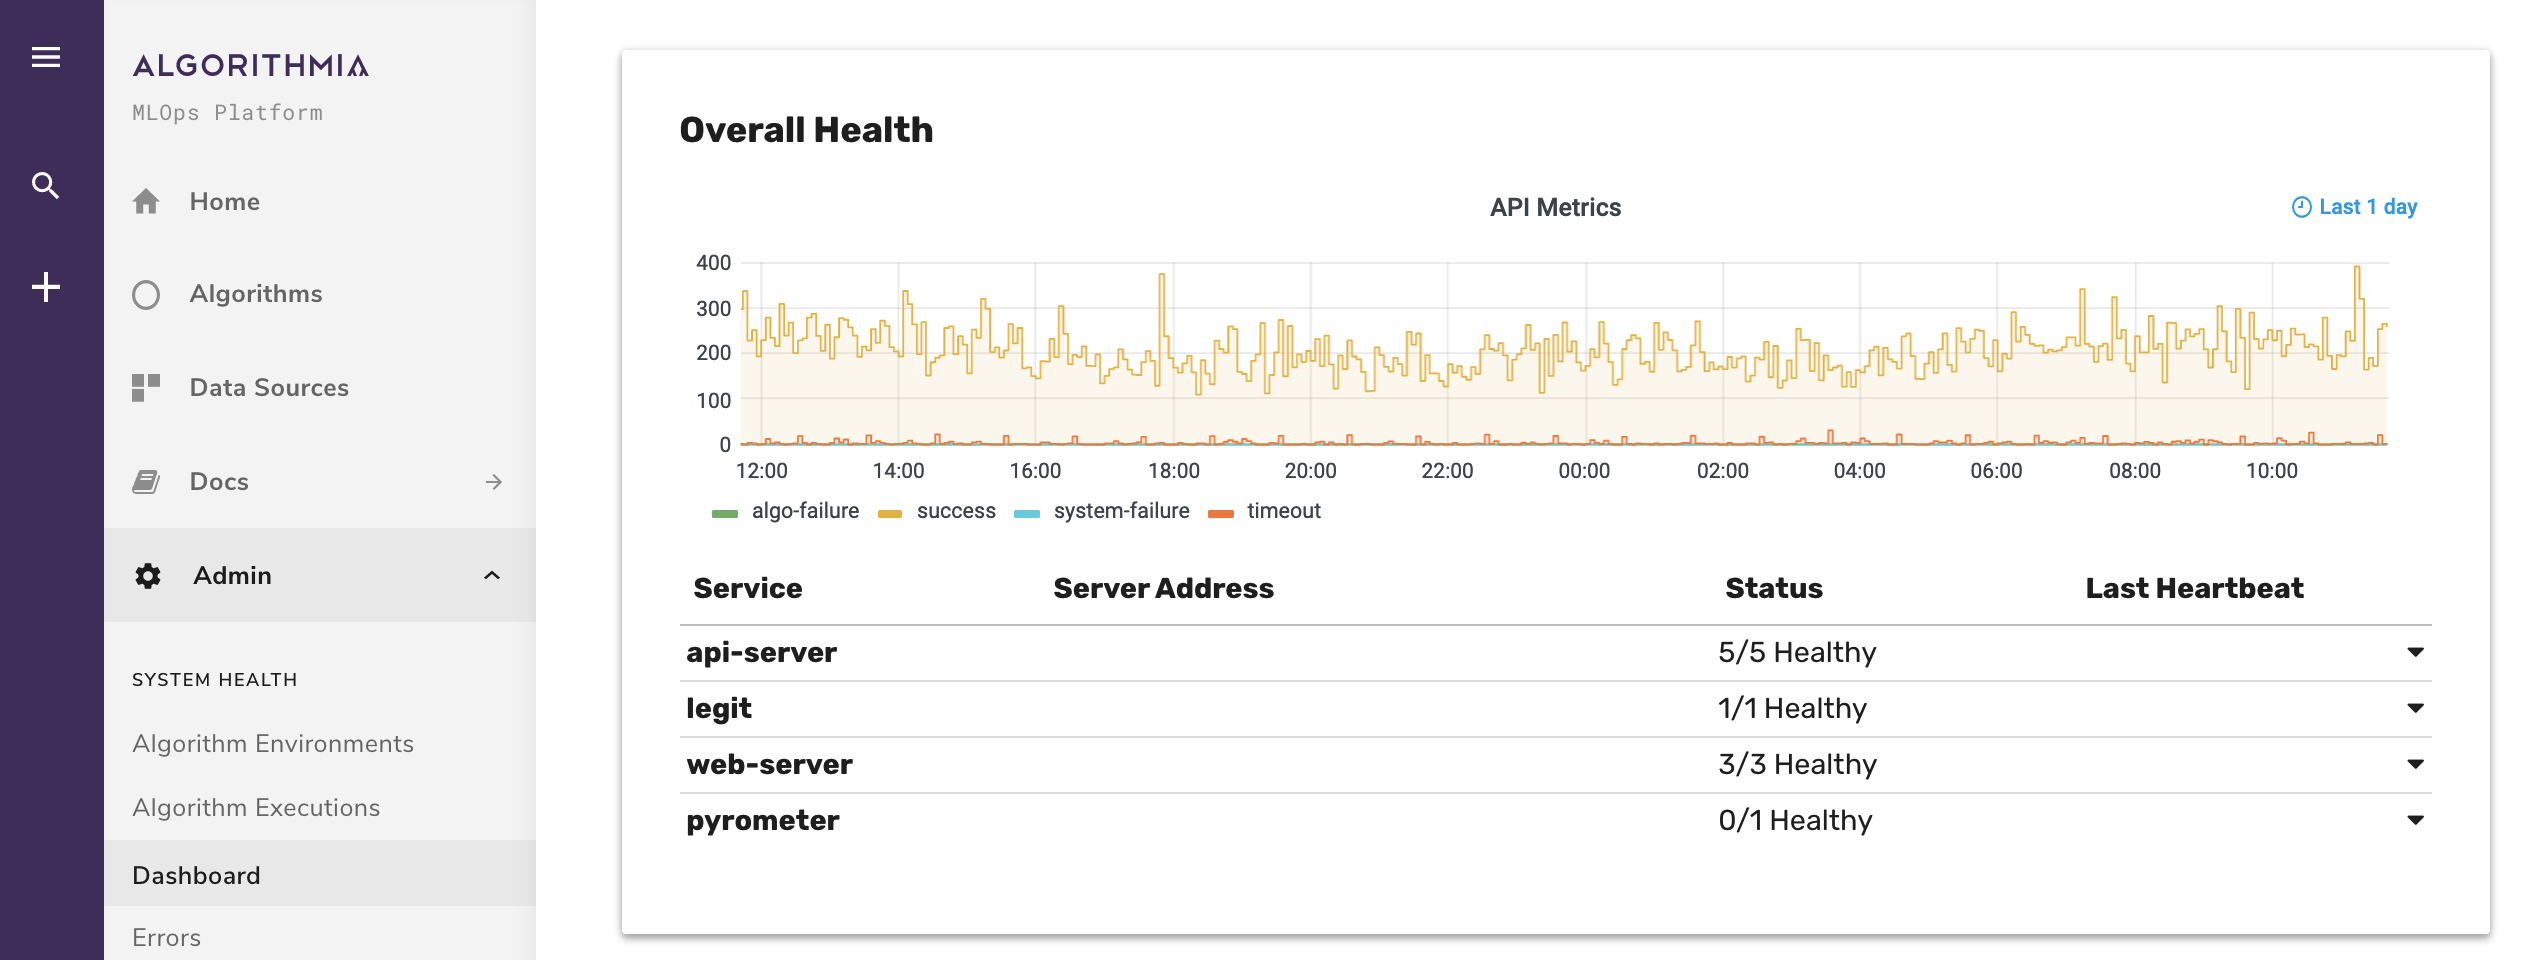 ALGORITHMIA
MLOps Platform
Home
Algorithms
Data Sources
Docs
Admin
SYSTEM HEALTH
Algorithm Environments
Algorithm Executions
Dashboard
Errors
Overall Health
API Metrics
Last 1 day
400
300
200
100
0
12:00 14:00 16:00 18:00 20:00 22:00 00:00 02:00 04:00 06:00 08:00 10:00
algo-failure success system-failure timeout
Service Server Address Status Last Heartbeat
api-server 5/5 Healthy
legit 1/1 Healthy
web-server 3/3 Healthy
pyrometer 0/1 Healthy